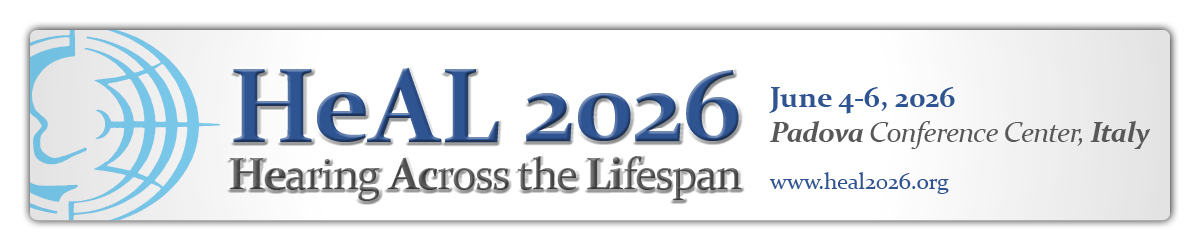 HeAL 2026
Hearing Across the Lifespan
June 4-6, 2026
Padova Conference Center, Italy
www.heal2026.org